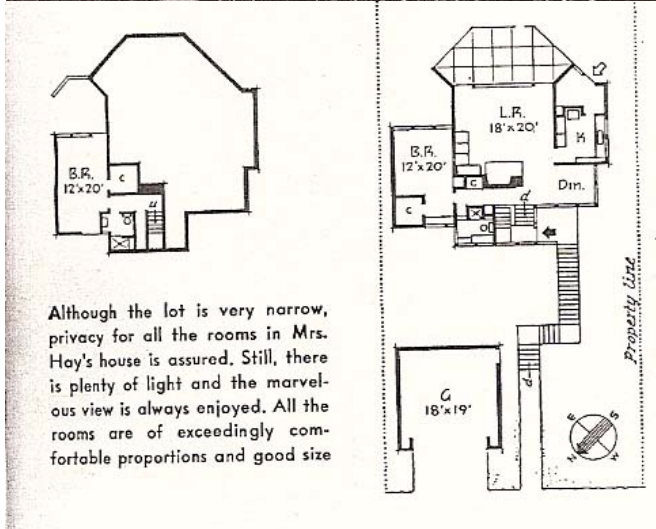 B.R.
12'x20'
C
u
L.R.
18'x20'
K
B.R.
12'x20'
C
Din.
C
d
Property line
d
G
18'x19'
E
S
N
W
Although the lot is very narrow,
privacy for all the rooms in Mrs.
Hay's house is assured. Still, there
is plenty of light and the marvel-
ous view is always enjoyed. All the
rooms are of exceedingly com-
fortable proportions and good size